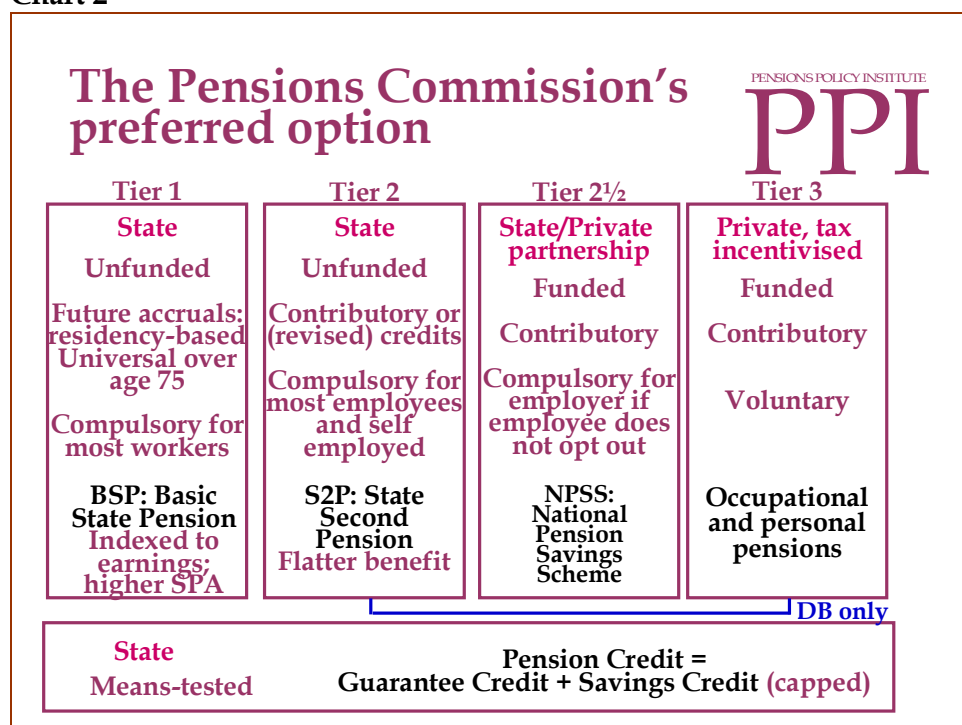 Chart 2
The Pensions Commission's
preferred option
PENSIONS POLICY INSTITUTE
PPI
Tier 1
State
Unfunded
Future accruals:
residency-based
Universal over
age 75
Compulsory for
most workers
BSP: Basic
State Pension
Indexed to
earnings;
higher SPA
Tier 2
State
Unfunded
Contributory or
(revised) credits
Compulsory for
most employees
and self
employed
S2P: State
Second
Pension
Flatter benefit
Tier 2½
State/Private
partnership
Funded
Contributory
Compulsory for
employer if
employee does
not opt out
NPSS:
National
Pension
Savings
Scheme
Tier 3
Private, tax
incentivised
Funded
Contributory
Voluntary
Occupational
and personal
pensions
DB only
State
Means-tested
Pension Credit =
Guarantee Credit + Savings Credit (capped)